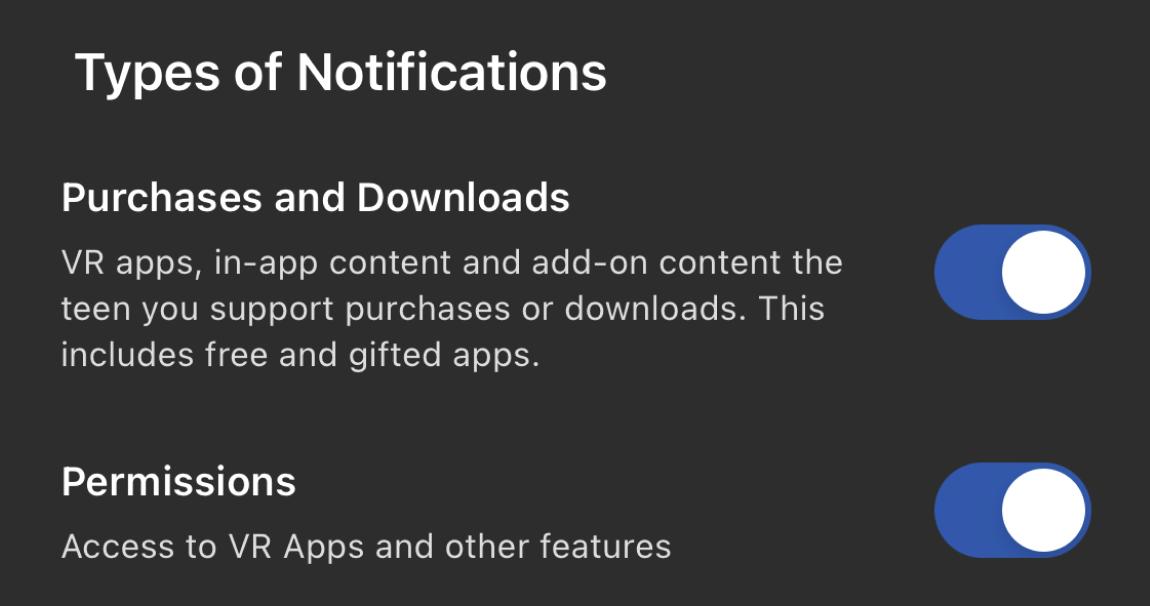 Types of Notifications
Purchases and Downloads
VR apps, in-app content and add-on content the
teen you support purchases or downloads. This
includes free and gifted apps.
Permissions
Access to VR Apps and other features